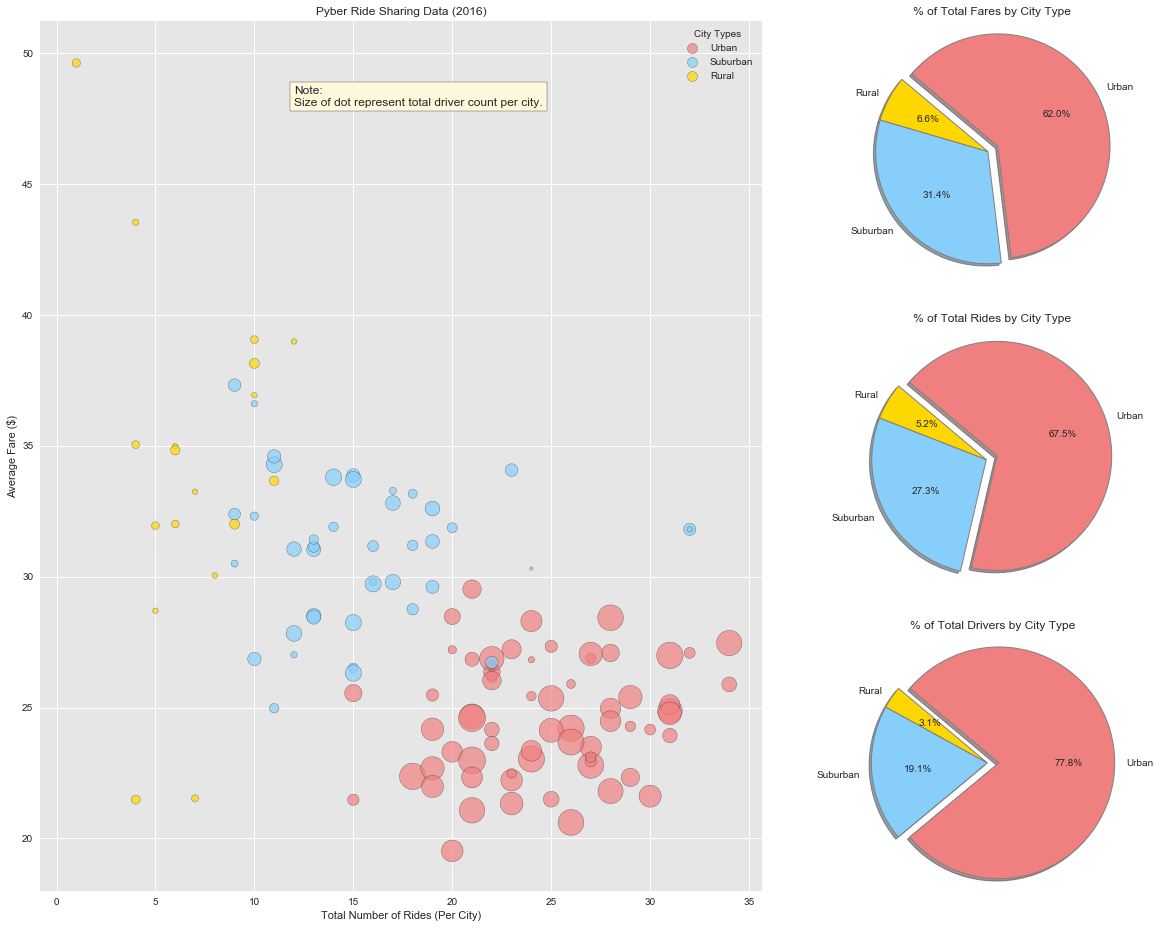 Pyber Ride Sharing Data (2016)
50
45
40
35
30
25
20
Average Fare ($)
0 5 10 15 20 25 30 35
Total Number of Rides (Per City)
City Types
Urban
Suburban
Rural
Note:
Size of dot represent total driver count per city.
% of Total Fares by City Type
Urban
62.0%
Rural
6.6%
31.4%
Suburban
% of Total Rides by City Type
Rural
Urban
5.2%
67.5%
27.3%
Suburban
% of Total Drivers by City Type
Rural
3.1%
77.8%
Urban
19.1%
Suburban